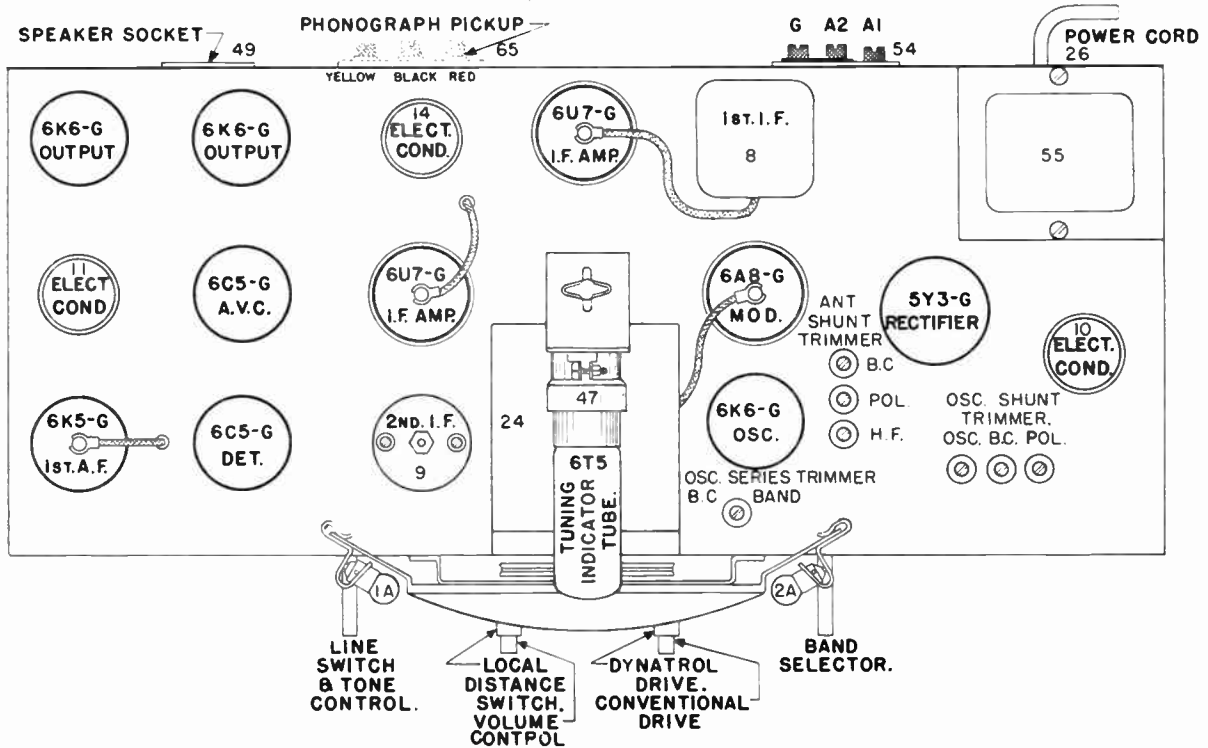 SPEAKER SOCKET
49
PHONOGRAPH PICKUP
65
YELLOW BLACK RED
G A2 A1
54
POWER CORD
26
6K6-G
OUTPUT
6K6-G
OUTPUT
14
ELECT.
COND.
6U7-G
I.F. AMP.
1ST. I.F.
8
55
11
ELECT
COND
6C5-G
A.V.C.
6U7-G
I.F. AMP.
6A8-G
MOD.
ANT
SHUNT
TRIMMER
B.C
POL.
H.F.
5Y3-G
RECTIFIER
10
ELECT.
COND.
6K5-G
1ST. A.F.
6C5-G
DET.
2ND. I.F.
9
24
47
6T5
TUNING
INDICATOR
TUBE.
6K6-G
OSC.
OSC. SERIES TRIMMER
B.C BAND
OSC. SHUNT
TRIMMER.
OSC. B.C. POL.
1A
2A
LINE
SWITCH
& TONE
CONTROL.
LOCAL
DISTANCE
SWITCH.
VOLUME
CONTPOL
DYNATROL
DRIVE.
CONVENTIONAL
DRIVE
BAND
SELECTOR.